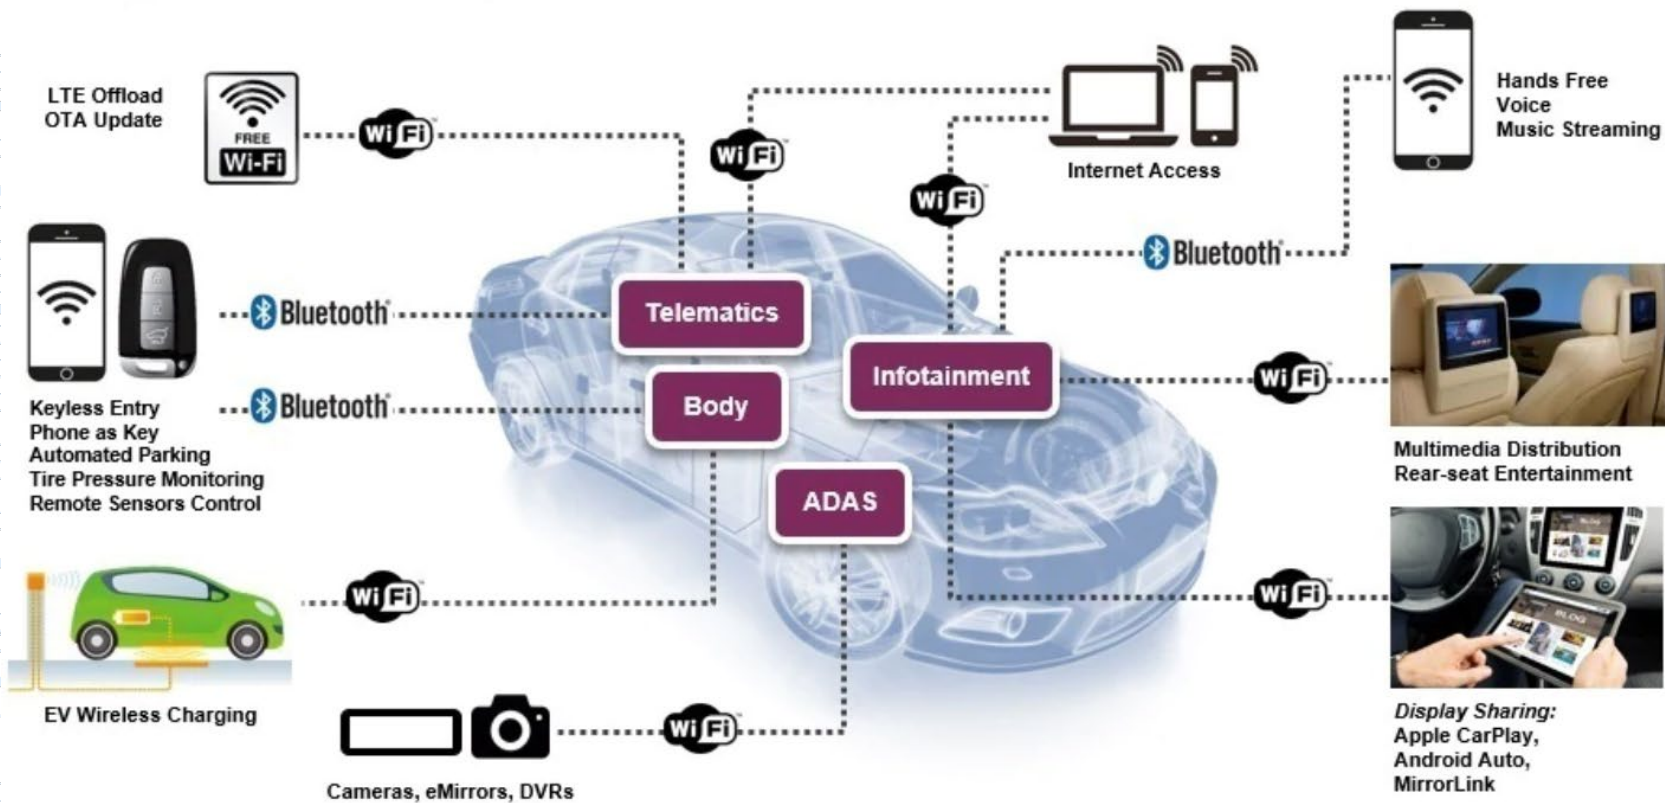 LTE Offload
OTA Update
FREE
Wi-Fi
Wi Fi
Wi Fi
Wi Fi
Internet Access
Hands Free
Voice
Music Streaming
Bluetooth
Bluetooth
Telematics
Keyless Entry
Phone as Key
Automated Parking
Tire Pressure Monitoring
Remote Sensors Control
Bluetooth
Body
Infotainment
Wi Fi
Multimedia Distribution
Rear-seat Entertainment
ADAS
Wi Fi
EV Wireless Charging
Wi Fi
BLOG
Display Sharing:
Apple CarPlay,
Android Auto,
MirrorLink
Wi Fi
Cameras, eMirrors, DVRs